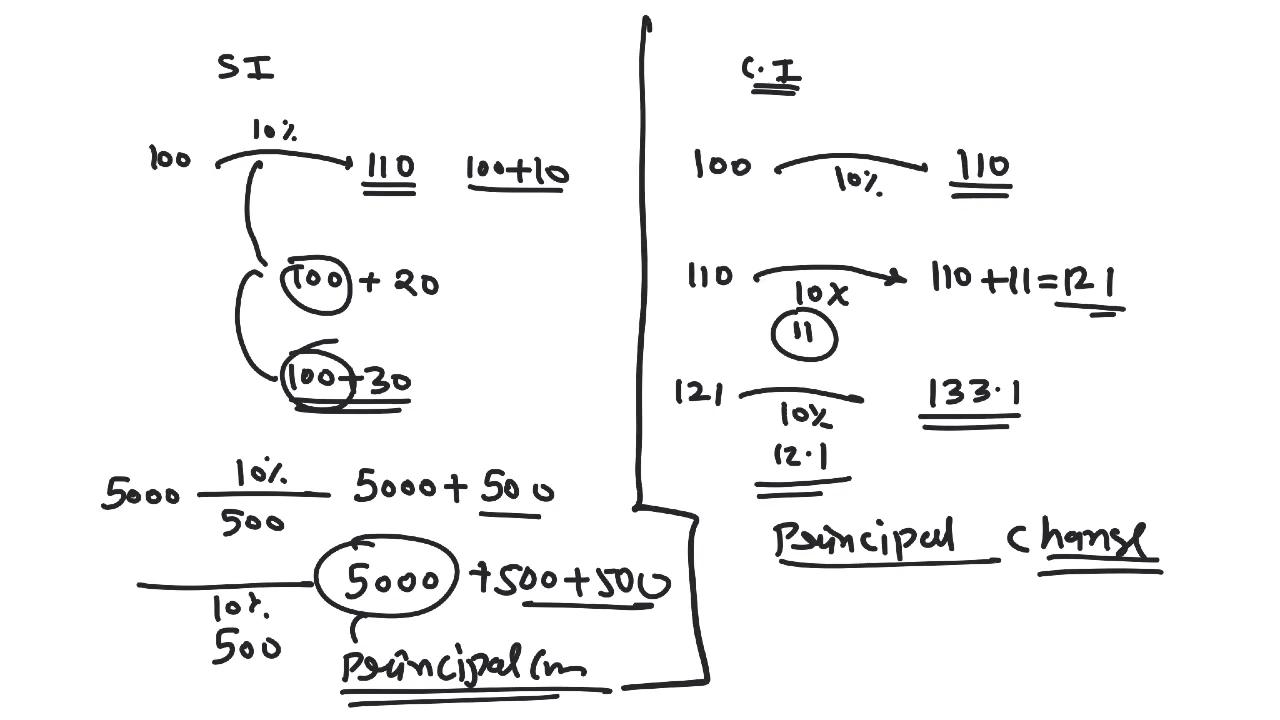 SI
10%
100 110 100+10
100 + 20
100+30
10%
5000 5000 + 500
500
5000 +500+500
10%
500
Principal
C.I
100 110
10%
110 110+11=121
10%
11
121 133.1
10%
12.1
Principal Change